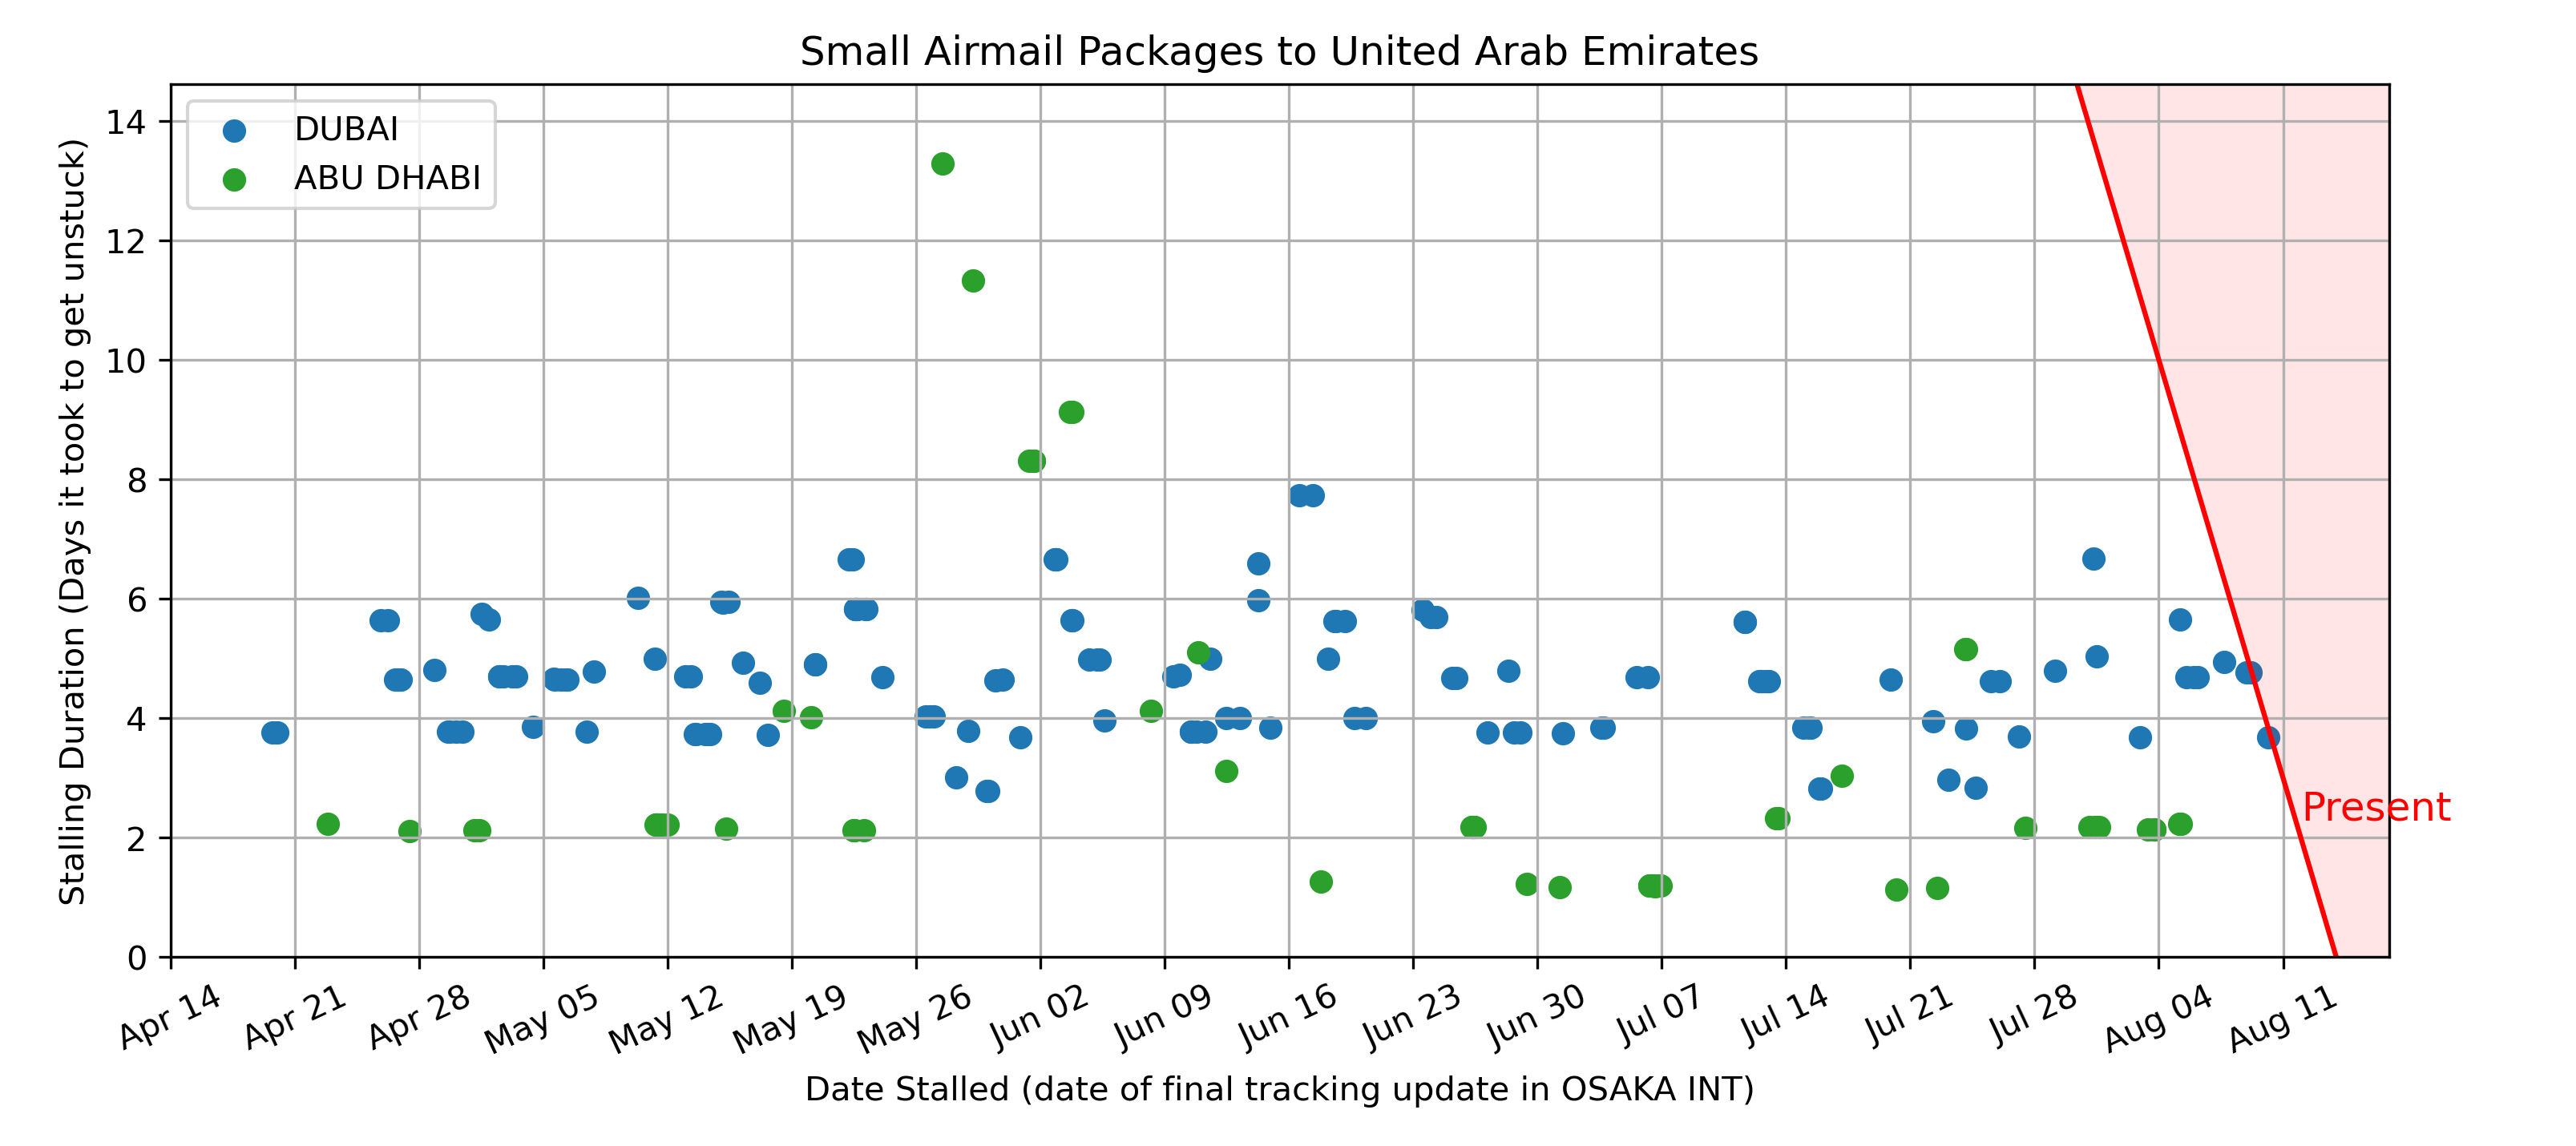 Small Airmail Packages to United Arab Emirates
DUBAI
ABU DHABI
Stalling Duration (Days it took to get unstuck)
14
12
10
8
6
4
2
0
Present
Apr 14
Apr 21
Apr 28
May 05
May 12
May 19
May 26
Jun 02
Jun 09
Jun 16
Jun 23
Jun 30
Jul 07
Jul 14
Jul 21
Jul 28
Aug 04
Aug 11
Date Stalled (date of final tracking update in OSAKA INT)